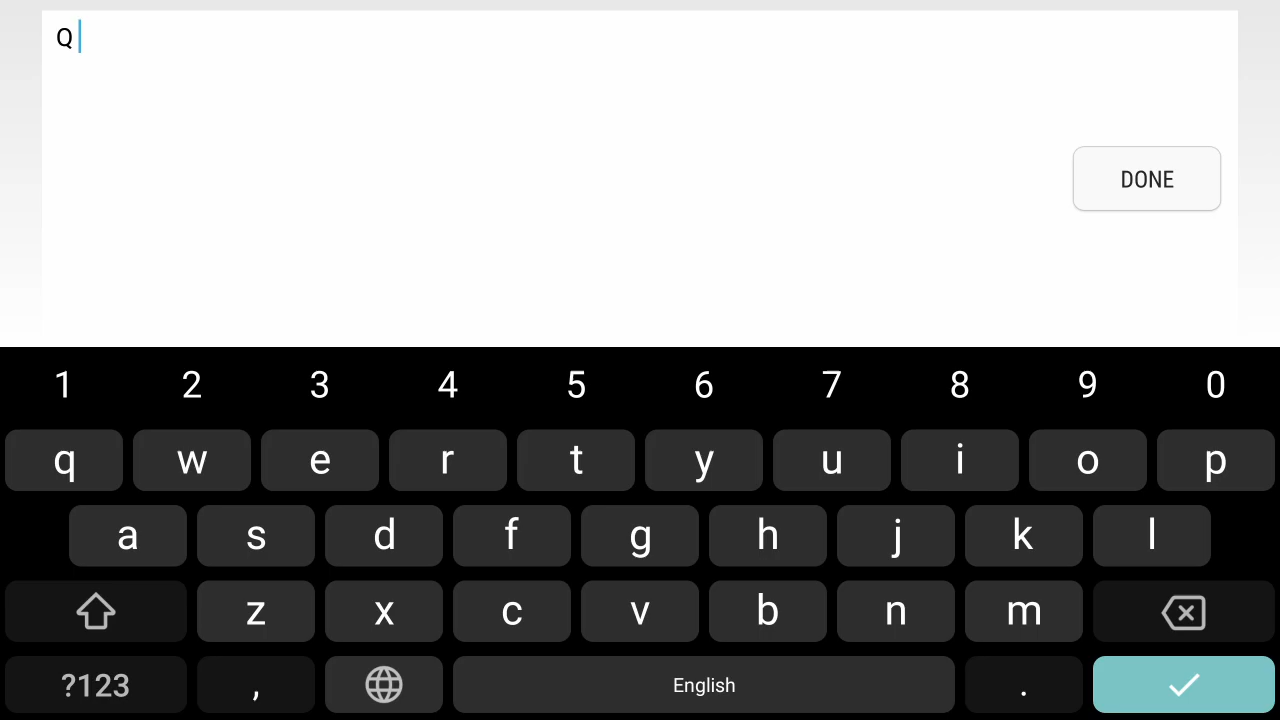 Q
DONE
1 2 3 4 5 6 7 8 9 0
q w e r t y u i o p
a s d f g h j k l
z x c v b n m
?123 , English .